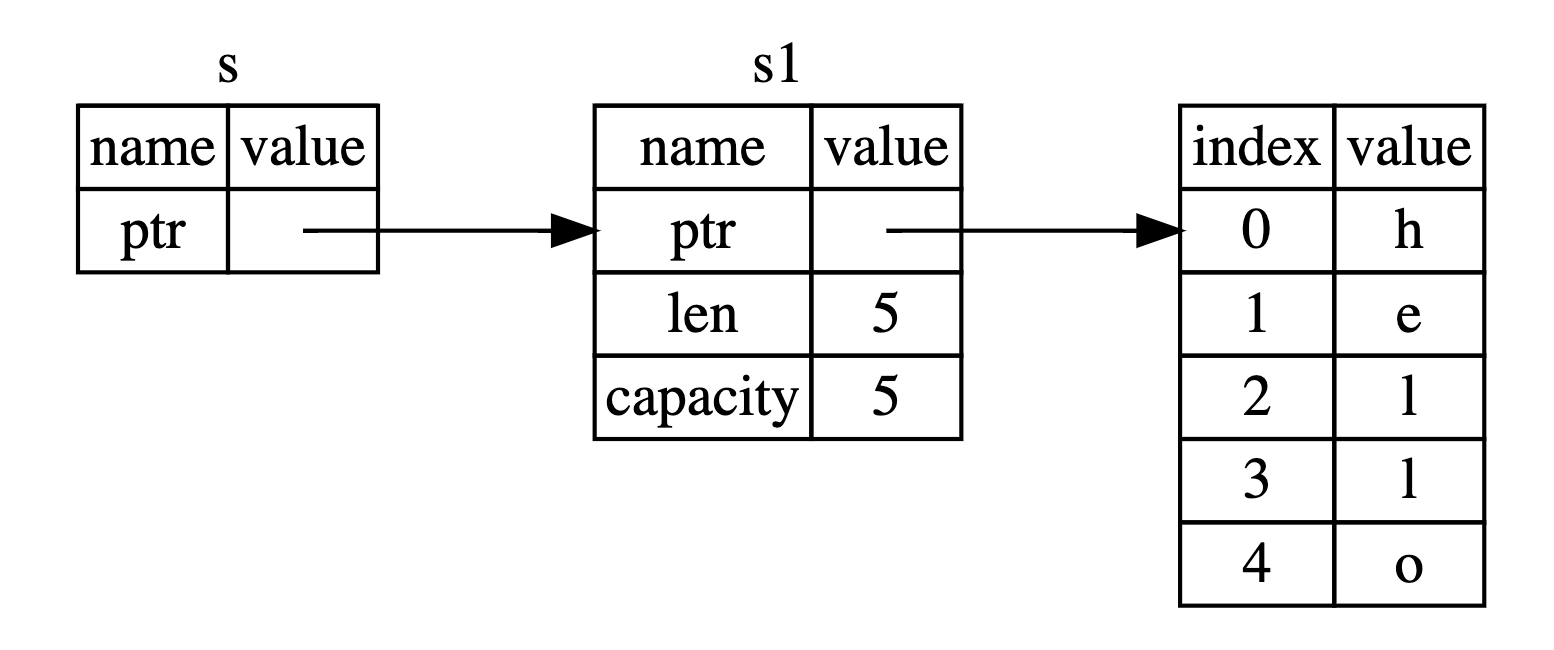 s
name value
ptr
s1
name value
ptr
len 5
capacity 5
index value
0 h
1 e
2 l
3 l
4 o